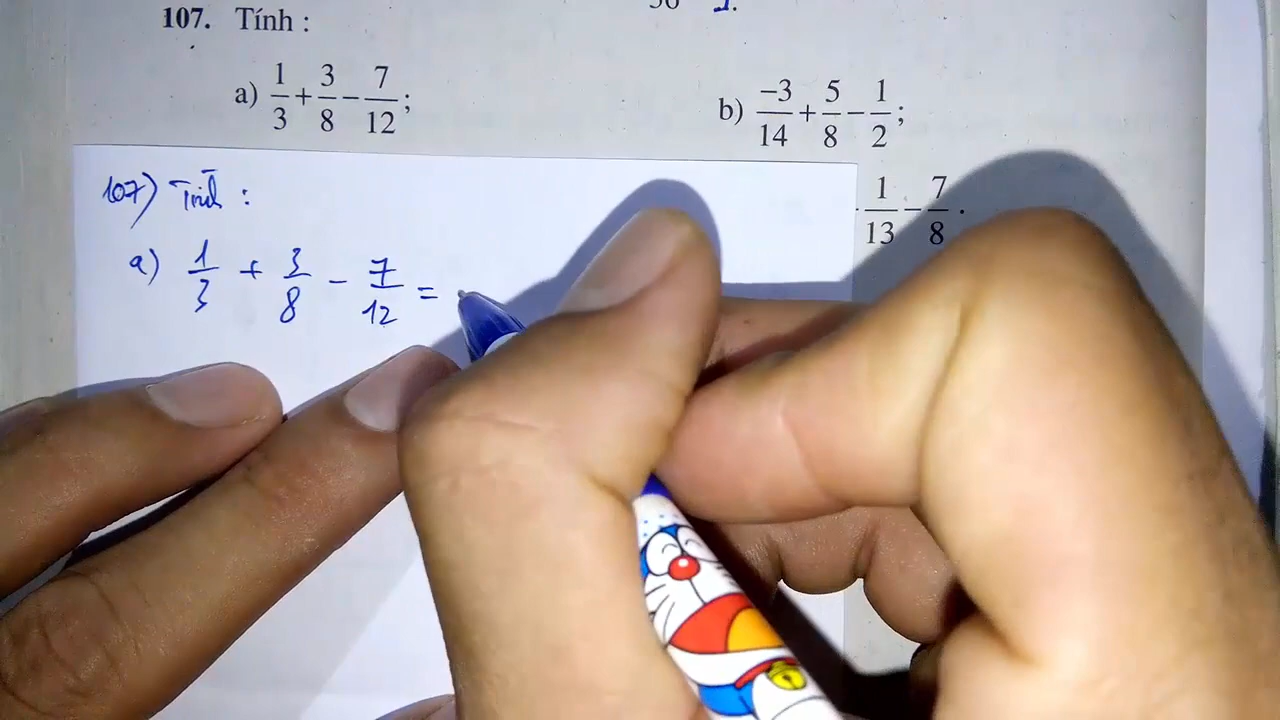 107. Tính :
a) 1/3 + 3/8 − 7/12 ;
b) −3/14 + 5/8 − 1/2 ;
1/13 − 7/8 .
107) Tính :
a) 1/3 + 3/8 − 7/12 =